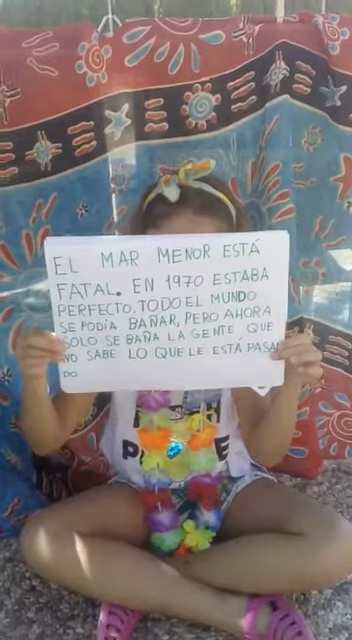 EL MAR MENOR ESTÁ
FATAL. EN 1970 ESTABA
PERFECTO. TODO EL MUNDO
SE PODÍA BAÑAR, PERO AHORA
SOLO SE BAÑA LA GENTE QUE
NO SABE LO QUE LE ESTÁ PASAN
DO.